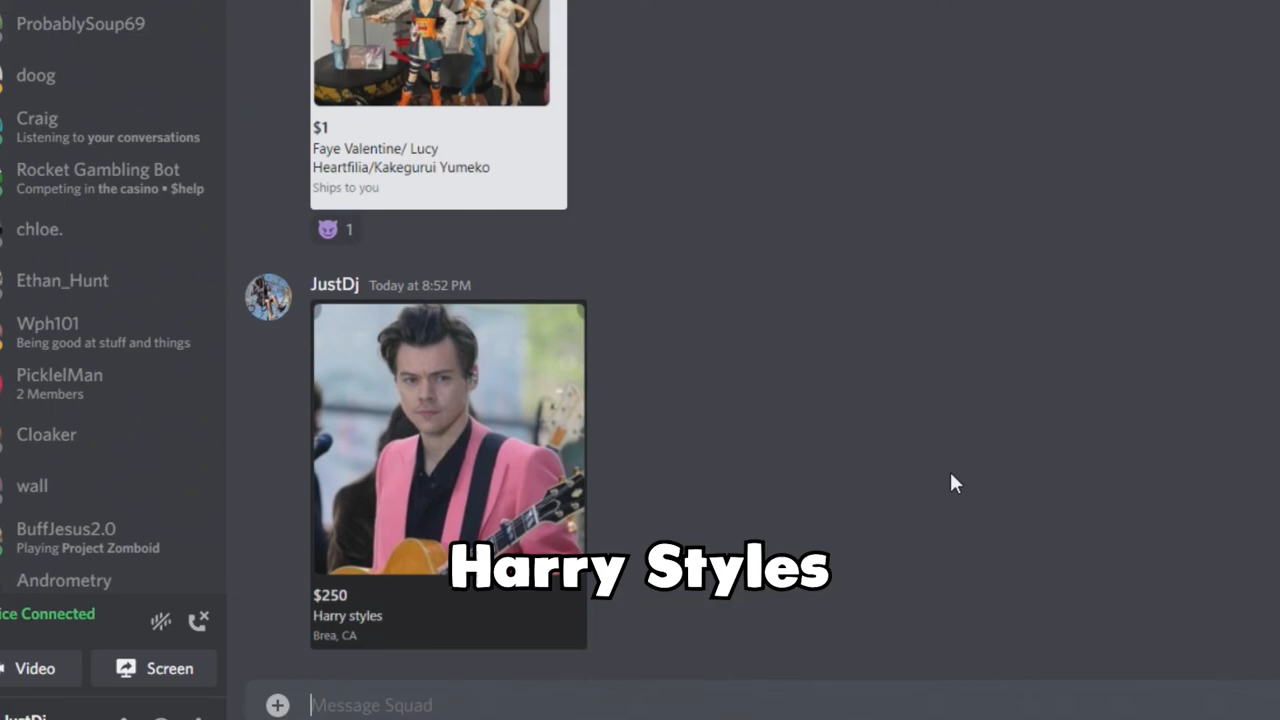 ProbablySoup69
doog
Craig
Listening to your conversations
Rocket Gambling Bot
Competing in the casino • $help
chloe.
Ethan_Hunt
Wph101
Being good at stuff and things
PicklelMan
2 Members
Cloaker
wall
BuffJesus2.0
Playing Project Zomboid
Andrometry
ice Connected
Video
Screen
JustDj
$1
Faye Valentine/ Lucy
Heartfilia/Kakegurui Yumeko
Ships to you
1
JustDj Today at 8:52 PM
Harry Styles
$250
Harry styles
Brea, CA
Message Squad